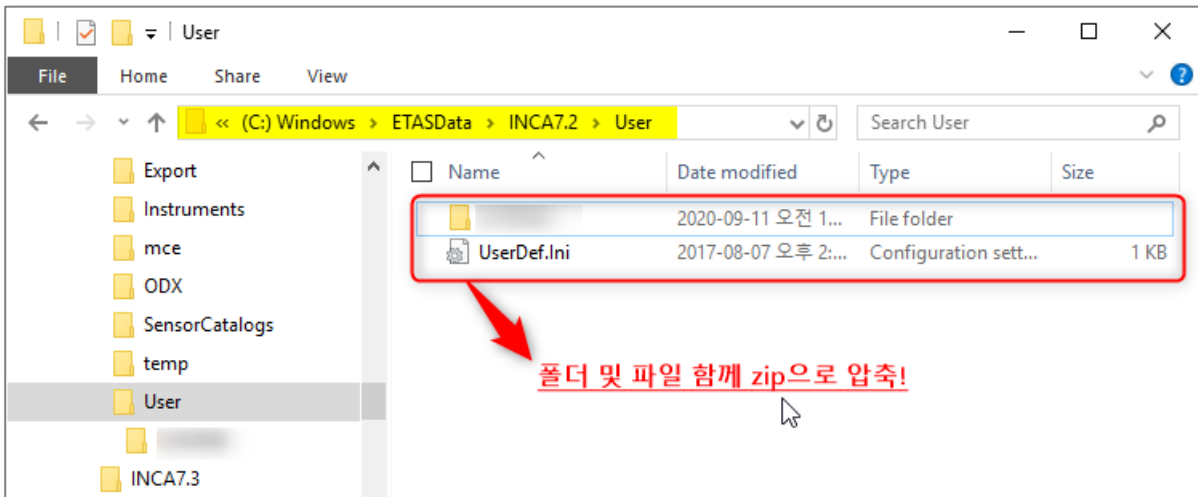 User
File Home Share View
« (C:) Windows > ETASData > INCA7.2 > User
Search User
Export
Instruments
mce
ODX
SensorCatalogs
temp
User
INCA7.3
Name Date modified Type Size
2020-09-11 오전 1... File folder
UserDef.Ini 2017-08-07 오후 2:... Configuration sett... 1 KB
폴더 및 파일 함께 zip으로 압축!